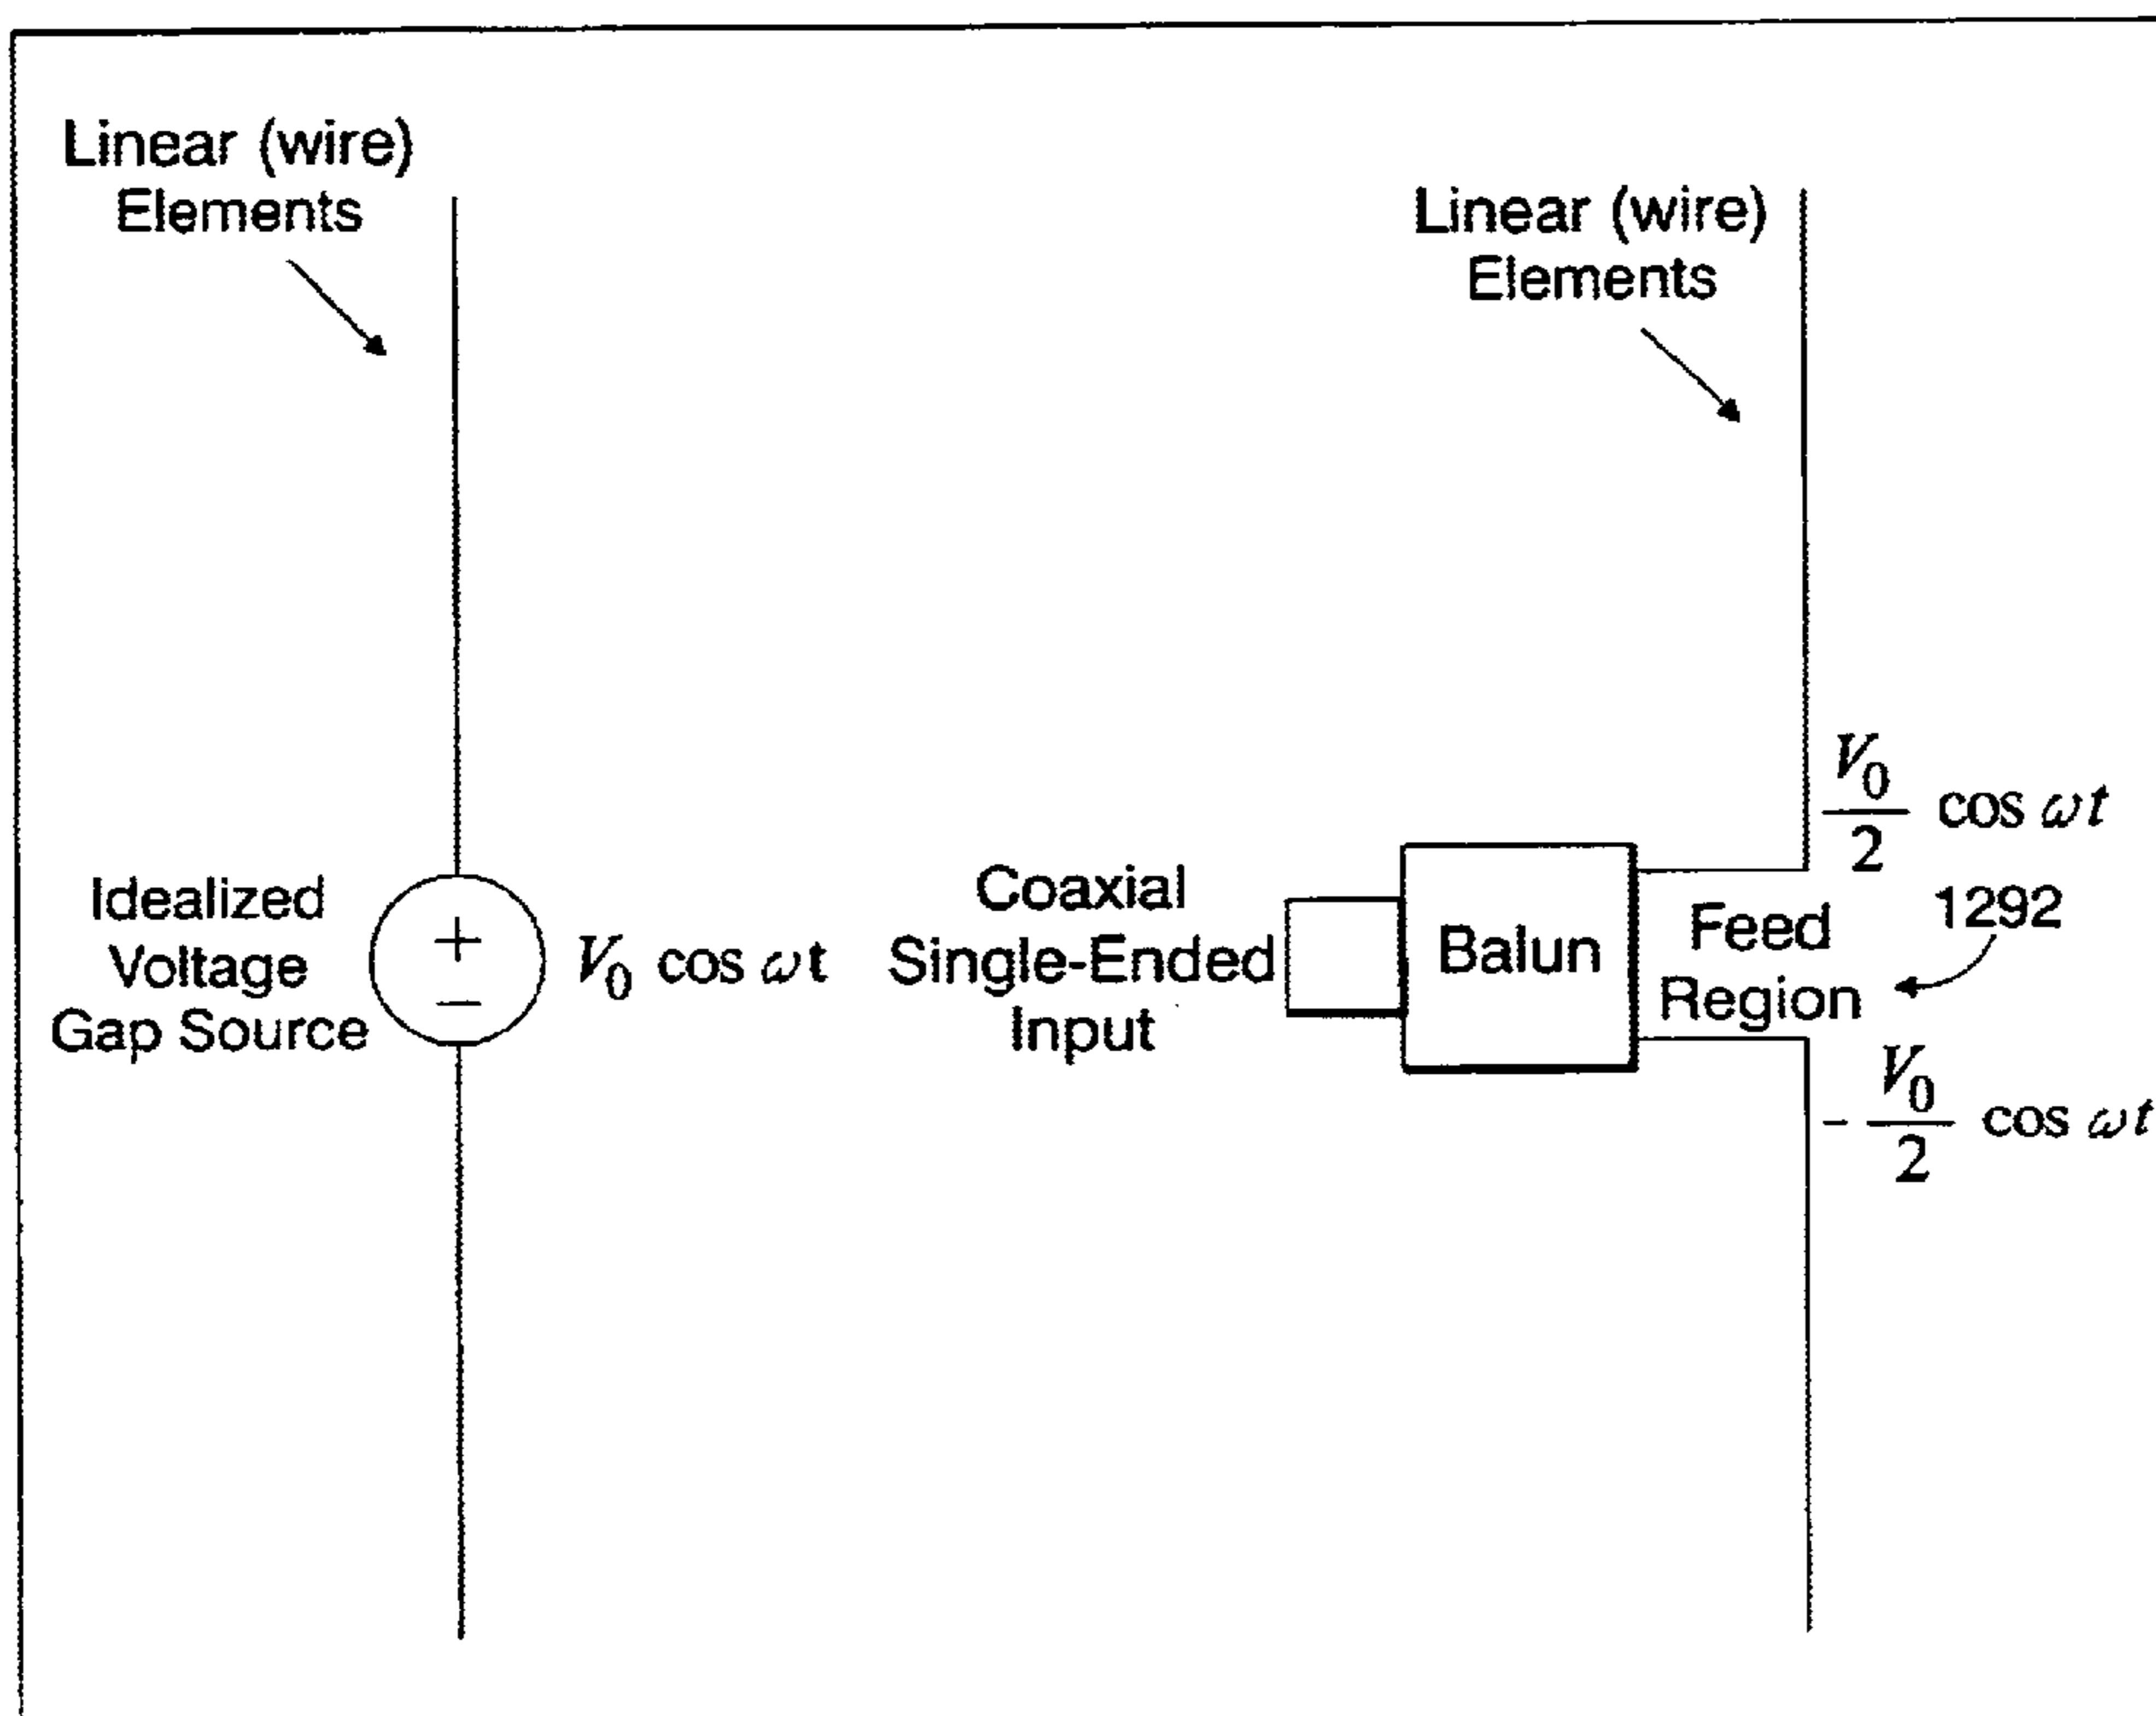 Linear (wire)
Elements
Idealized
Voltage
Gap Source
+
−
V₀ cos ωt
Linear (wire)
Elements
Coaxial
Single-Ended
Input
Balun
Feed
Region
V₀/2 cos ωt
1292
- V₀/2 cos ωt